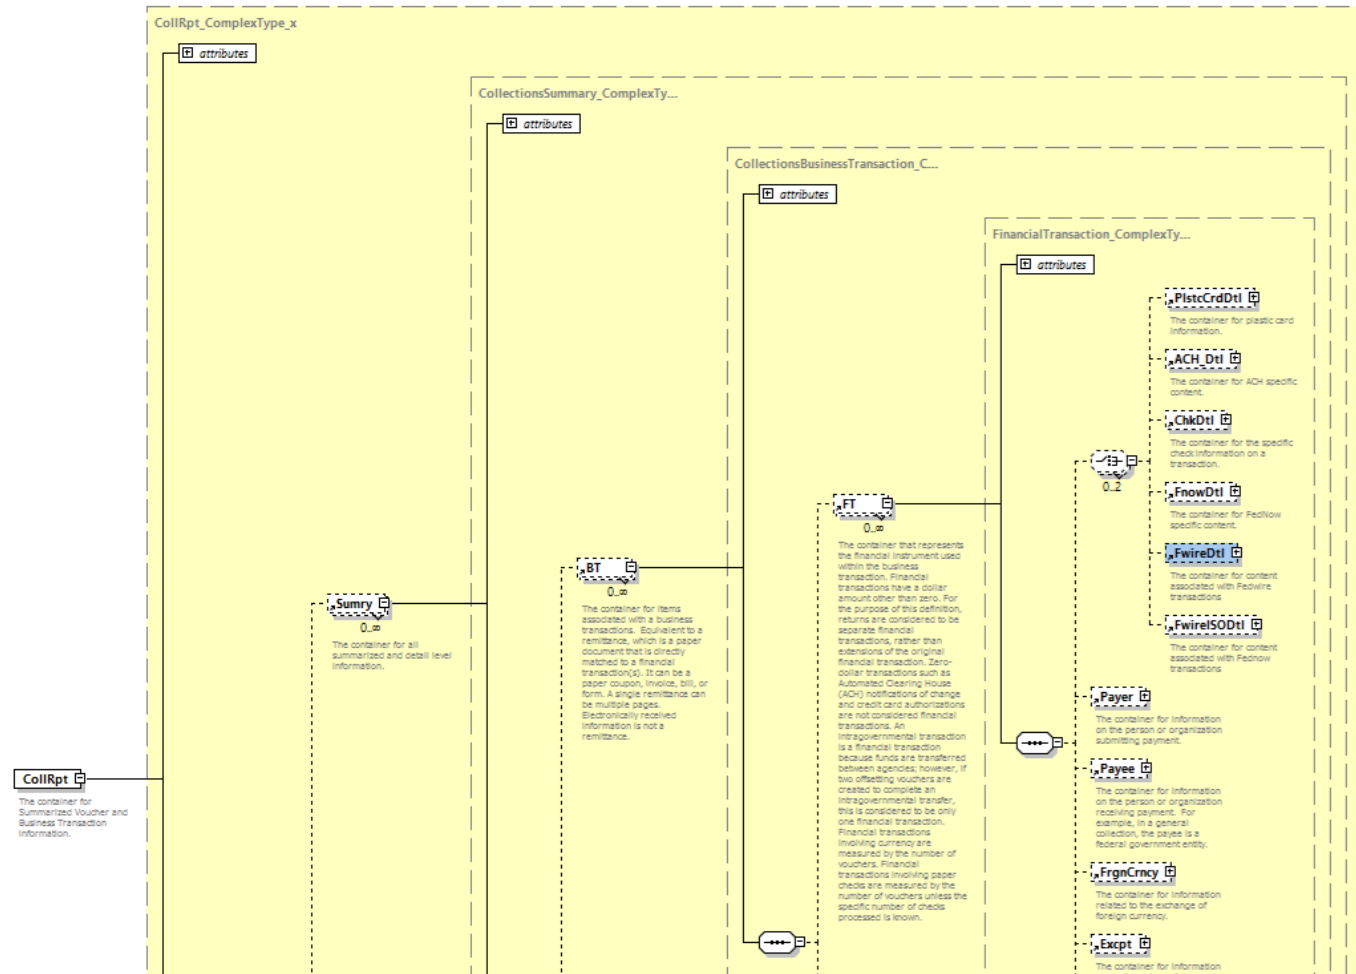 CollRpt_ComplexType_x
attributes
CollectionsSummary_ComplexTy...
attributes
CollectionsBusinessTransaction_C...
attributes
FinancialTransaction_ComplexTy...
attributes
PlstcCrdDtl
The container for plastic card
information.
ACH_Dtl
The container for ACH specific
content.
ChkDtl
The container for the specific
check information on a
transaction.
0..2
FnowDtl
The container for FedNow
specific content.
FwireDtl
The container for content
associated with Fedwire
transactions
FwireISODtl
The container for content
associated with Fednow
transactions
FT
0..∞
The container that represents
the financial instrument used
within the business
transaction. Financial
transactions have a dollar
amount other than zero. For
the purpose of this definition,
returns are considered to be
separate financial
transactions, rather than
extensions of the original
financial transaction. Zero-
dollar transactions such as
Automated Clearing House
(ACH) notifications of change
and credit card authorizations
are not considered financial
transactions. An
intragovernmental transaction
is a financial transaction
because funds are transferred
between agencies; however, if
two offsetting vouchers are
created to complete an
intragovernmental transfer,
this is considered to be only
one financial transaction.
Financial transactions
involving currency are
measured by the number of
vouchers. Financial
transactions involving paper
checks are measured by the
number of vouchers unless the
specific number of checks
processed is known.
BT
0..∞
The container for items
associated with a business
transactions. Equivalent to a
remittance, which is a paper
document that is directly
matched to a financial
transaction(s). It can be a
paper coupon, invoice, bill, or
form. A single remittance can
be multiple pages.
Electronically received
information is not a
remittance.
Sumry
0..∞
The container for all
summarized and detail level
information.
Payer
The container for information
on the person or organization
submitting payment.
Payee
The container for information
on the person or organization
receiving payment. For
example, in a general
collection, the payee is a
federal government entity.
CollRpt
The container for
Summarized Voucher and
Business Transaction
information.
FrgnCrncy
The container for information
related to the exchange of
foreign currency.
Excpt
The container for information